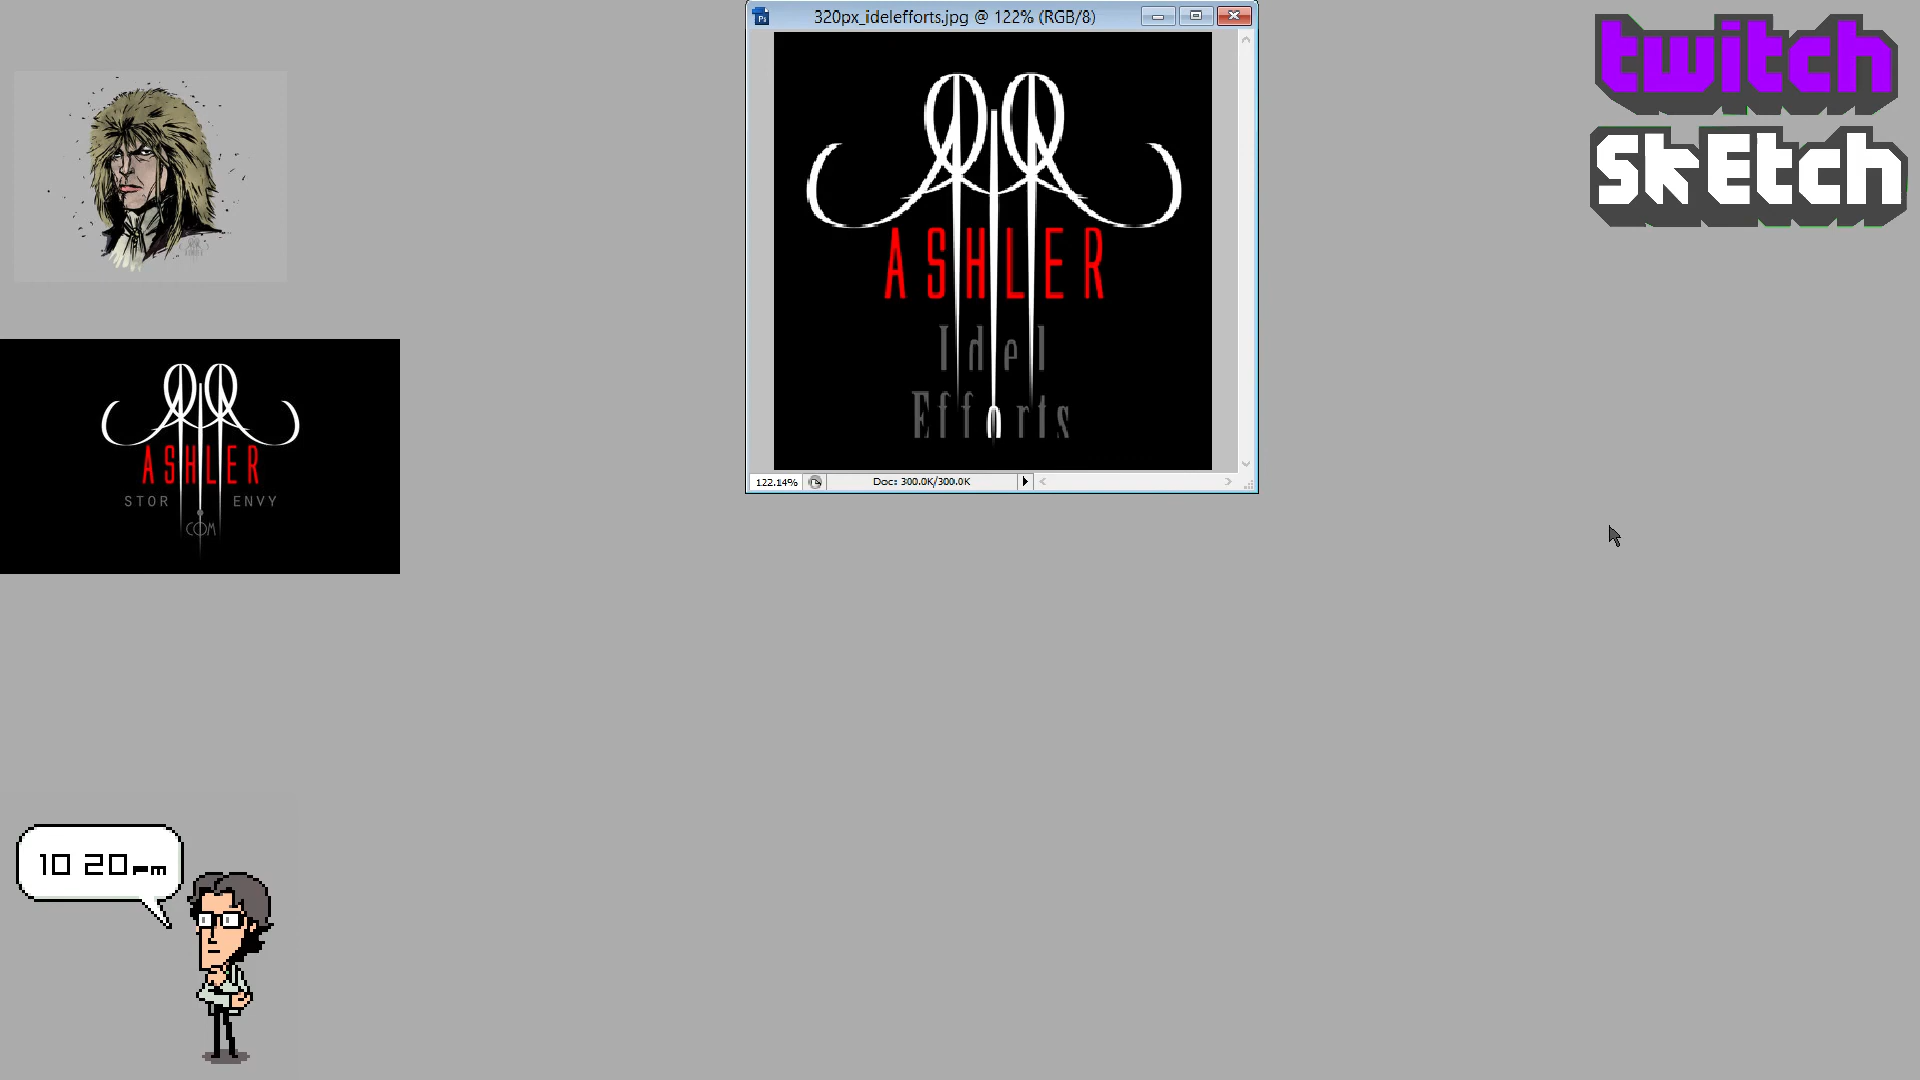 320px_idelefforts.jpg @ 122% (RGB/8)
twitch
SkEtch
ASHLER
Idel
Efforts
122.14%
Doc: 300.0K/300.0K
ASHLER
STOR ENVY
COM
10 20pm